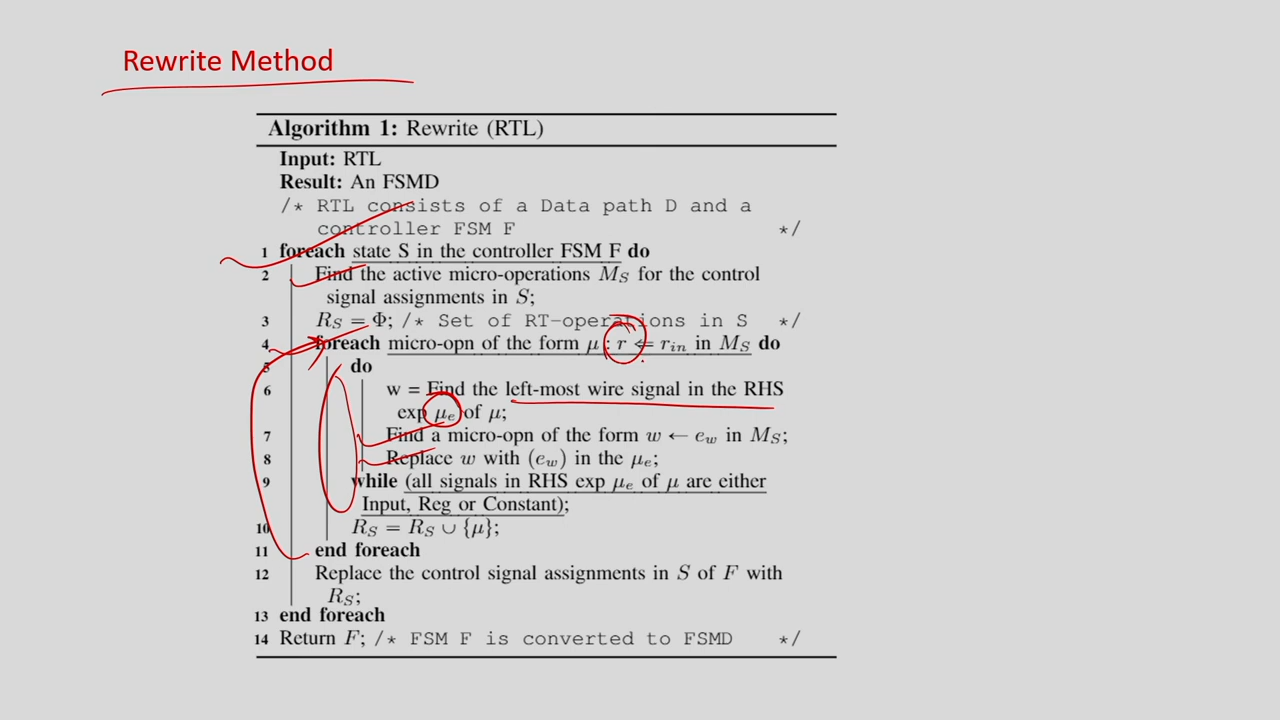 Rewrite Method
Algorithm 1: Rewrite (RTL)
Input: RTL
Result: An FSMD
/* RTL consists of a Data path D and a
controller FSM F */
1 foreach state S in the controller FSM F do
2 Find the active micro-operations M_S for the control
signal assignments in S;
3 R_S = Φ; /* Set of RT-operations in S */
4 foreach micro-opn of the form μ : r ⇐ r_in in M_S do
5 do
6 w = Find the left-most wire signal in the RHS
exp μ_e of μ;
7 Find a micro-opn of the form w ← e_w in M_S;
8 Replace w with (e_w) in the μ_e;
9 while (all signals in RHS exp μ_e of μ are either
Input, Reg or Constant);
10 R_S = R_S ∪ {μ};
11 end foreach
12 Replace the control signal assignments in S of F with
R_S;
13 end foreach
14 Return F; /* FSM F is converted to FSMD */